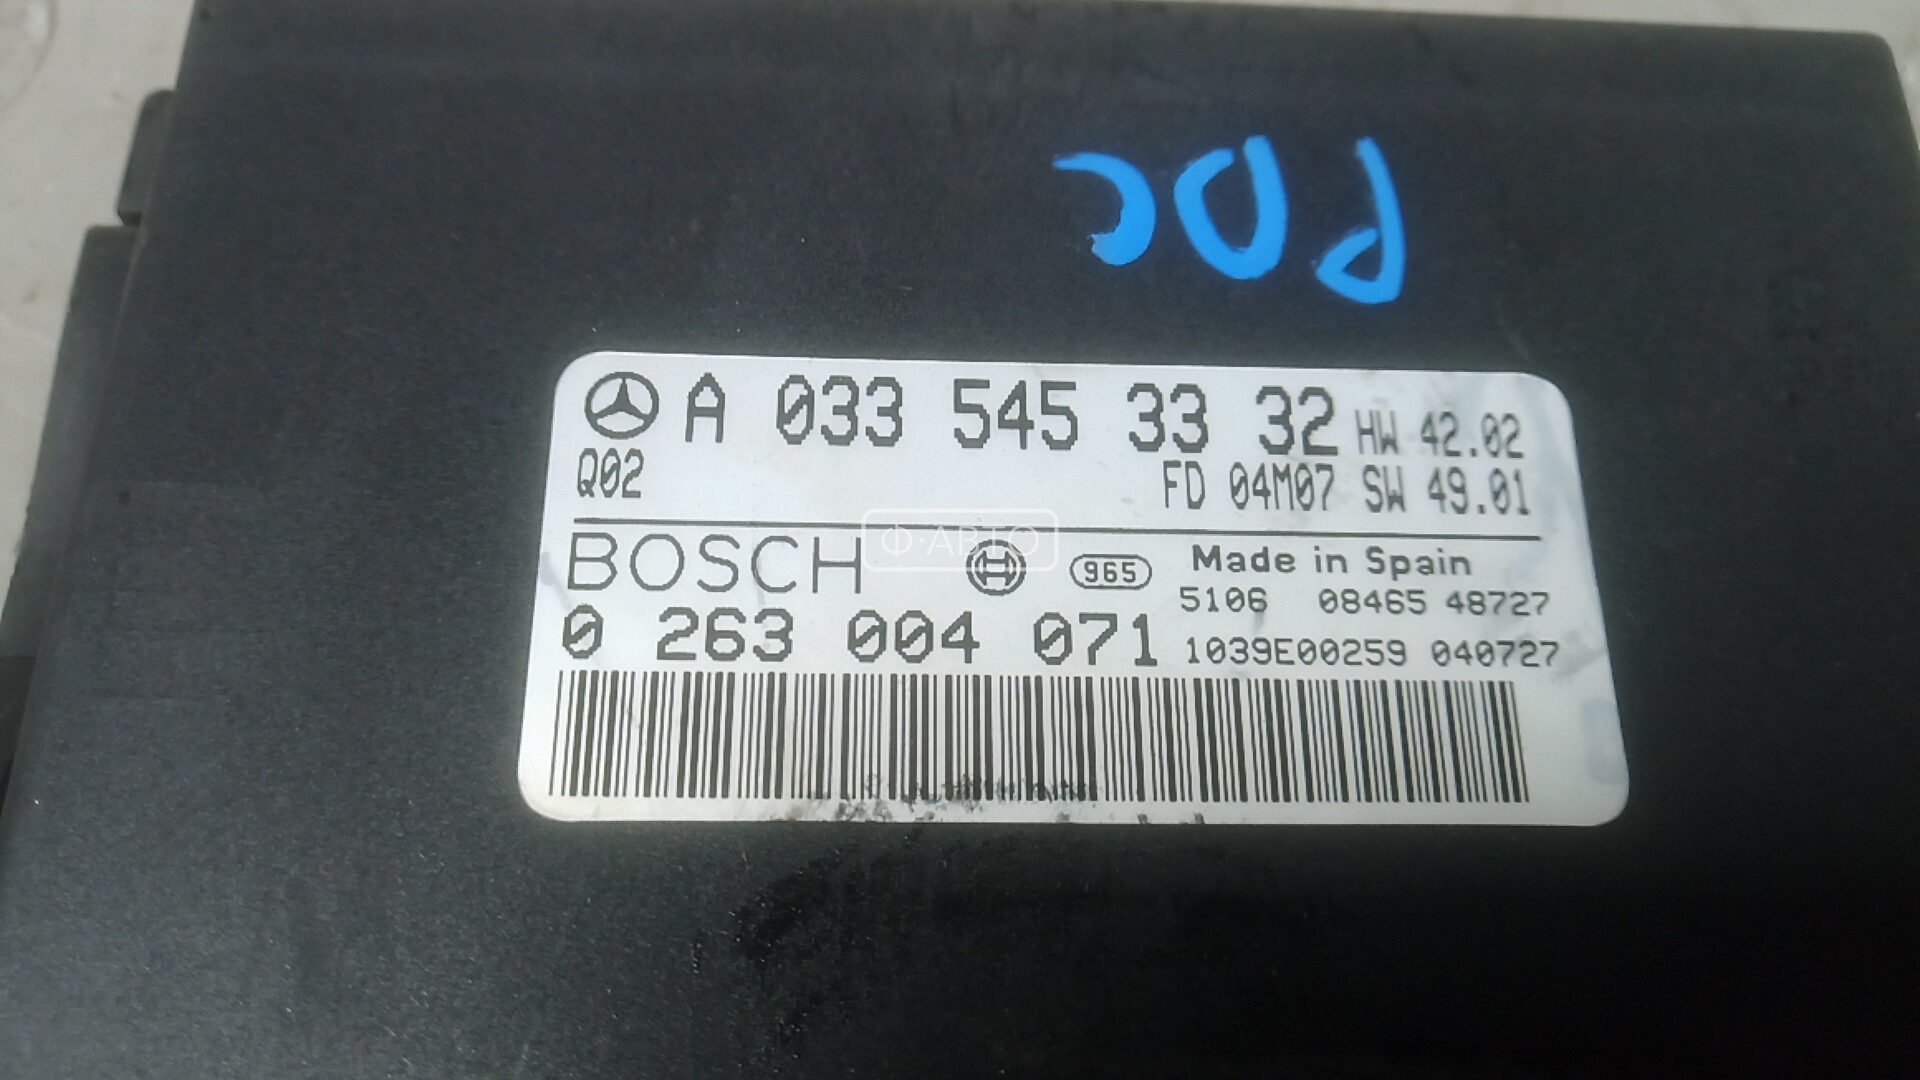 PDC
A 033 545 33 32 HW 42.02
Q02 FD 04M07 SW 49.01
Ф·АВТО
BOSCH 965 Made in Spain
5106 08465 48727
0 263 004 071 1039E00259 040727